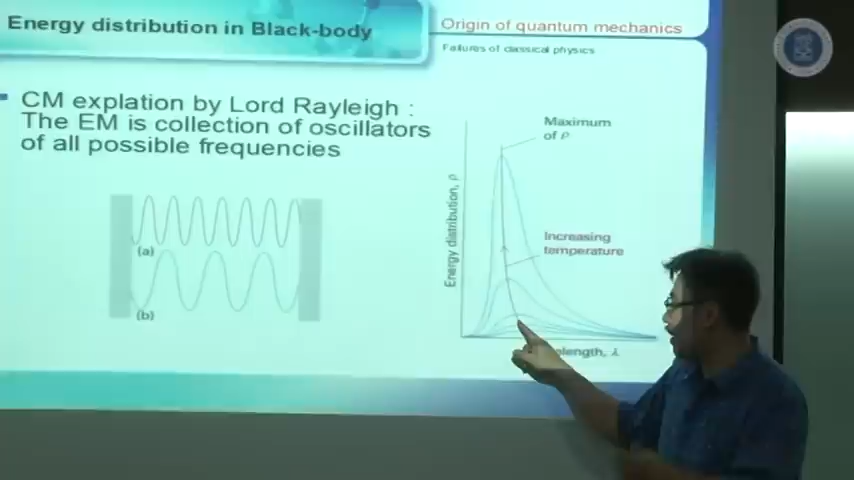 Energy distribution in Black-body
Origin of quantum mechanics
Failures of classical physics
CM explation by Lord Rayleigh :
The EM is collection of oscillators
of all possible frequencies
(a)
(b)
Maximum
of ρ
Energy distribution, ρ
Increasing
temperature
elength, λ